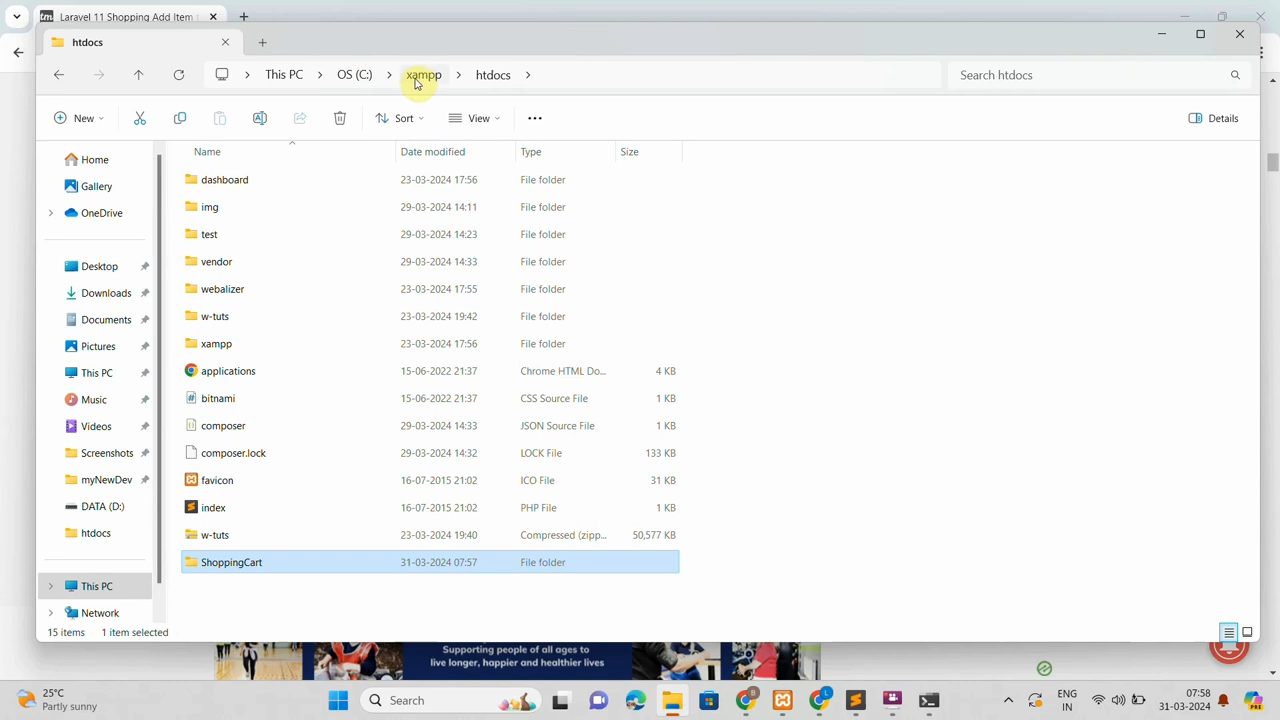 Laravel 11 Shopping Add Item
htdocs
This PC > OS (C:) > xampp > htdocs >
Search htdocs
New
Sort
View
Details
Name
Date modified
Type
Size
Home
Gallery
OneDrive
Desktop
Downloads
Documents
Pictures
This PC
Music
Videos
Screenshots
myNewDev
DATA (D:)
htdocs
This PC
Network
dashboard 23-03-2024 17:56 File folder
img 29-03-2024 14:11 File folder
test 29-03-2024 14:23 File folder
vendor 29-03-2024 14:33 File folder
webalizer 23-03-2024 17:55 File folder
w-tuts 23-03-2024 19:42 File folder
xampp 23-03-2024 17:56 File folder
applications 15-06-2022 21:37 Chrome HTML Do... 4 KB
bitnami 15-06-2022 21:37 CSS Source File 1 KB
composer 29-03-2024 14:33 JSON Source File 1 KB
composer.lock 29-03-2024 14:32 LOCK File 133 KB
favicon 16-07-2015 21:02 ICO File 31 KB
index 16-07-2015 21:02 PHP File 1 KB
w-tuts 23-03-2024 19:40 Compressed (zipp... 50,577 KB
ShoppingCart 31-03-2024 07:57 File folder
15 items 1 item selected
Supporting people of all ages to
live longer, happier and healthier lives
25°C
Partly sunny
Search
ENG
IN
07:58
31-03-2024